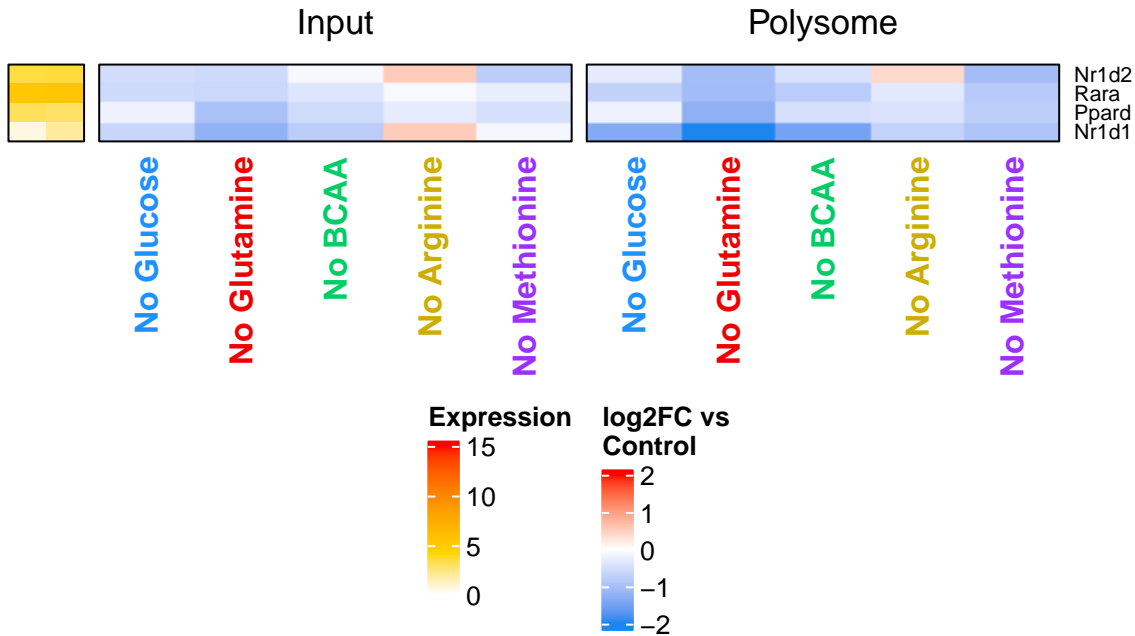 Input
Polysome
Nr1d2
Rara
Ppard
Nr1d1
No Glucose
No Glutamine
No BCAA
No Arginine
No Methionine
No Glucose
No Glutamine
No BCAA
No Arginine
No Methionine
Expression
15
10
5
0
log2FC vs
Control
2
1
0
−1
−2